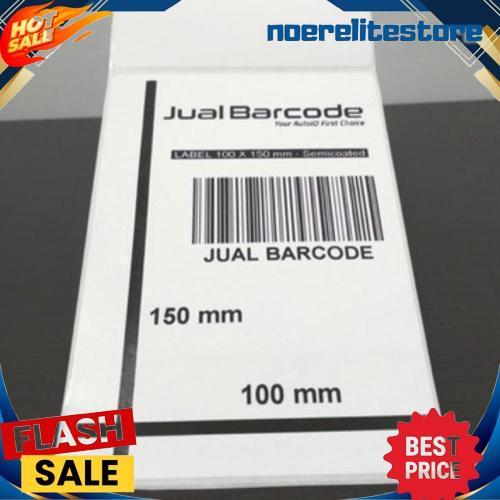 HOT
SALE
noerelitestore
Jual Barcode
Your AutoID First Choice
LABEL 100 X 150 mm - Semicoated
JUAL BARCODE
150 mm
100 mm
FLASH
SALE
BEST
PRICE